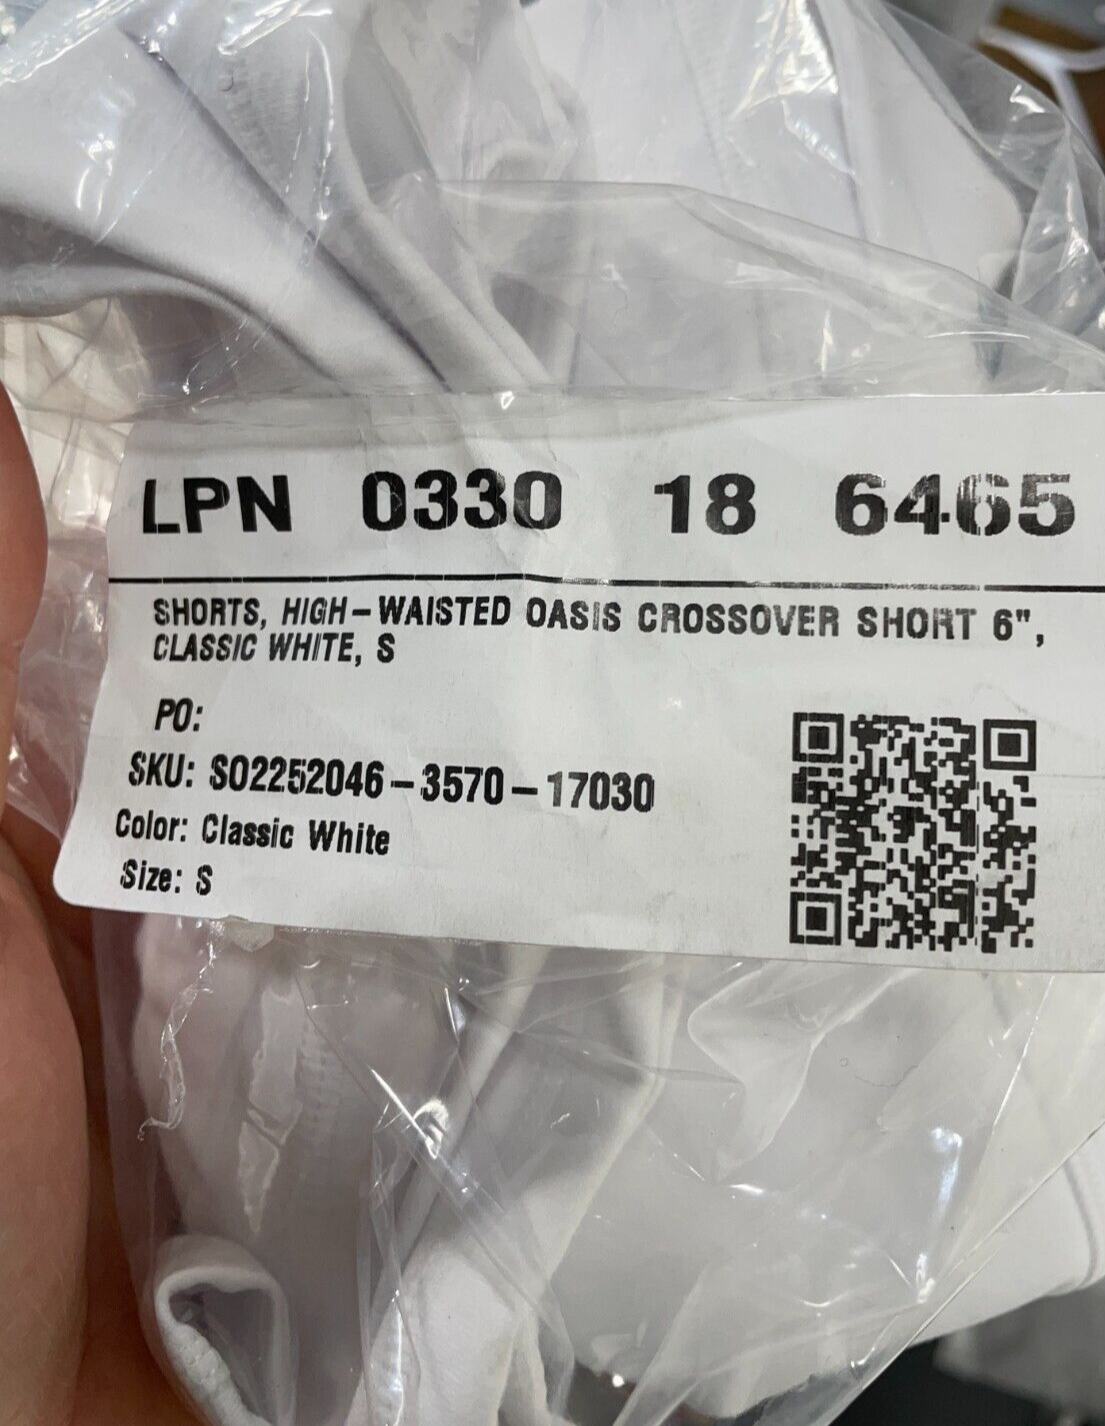 LPN 0330 18 6465
SHORTS, HIGH-WAISTED OASIS CROSSOVER SHORT 6",
CLASSIC WHITE, S
PO:
SKU: SO2252046-3570-17030
Color: Classic White
Size: S